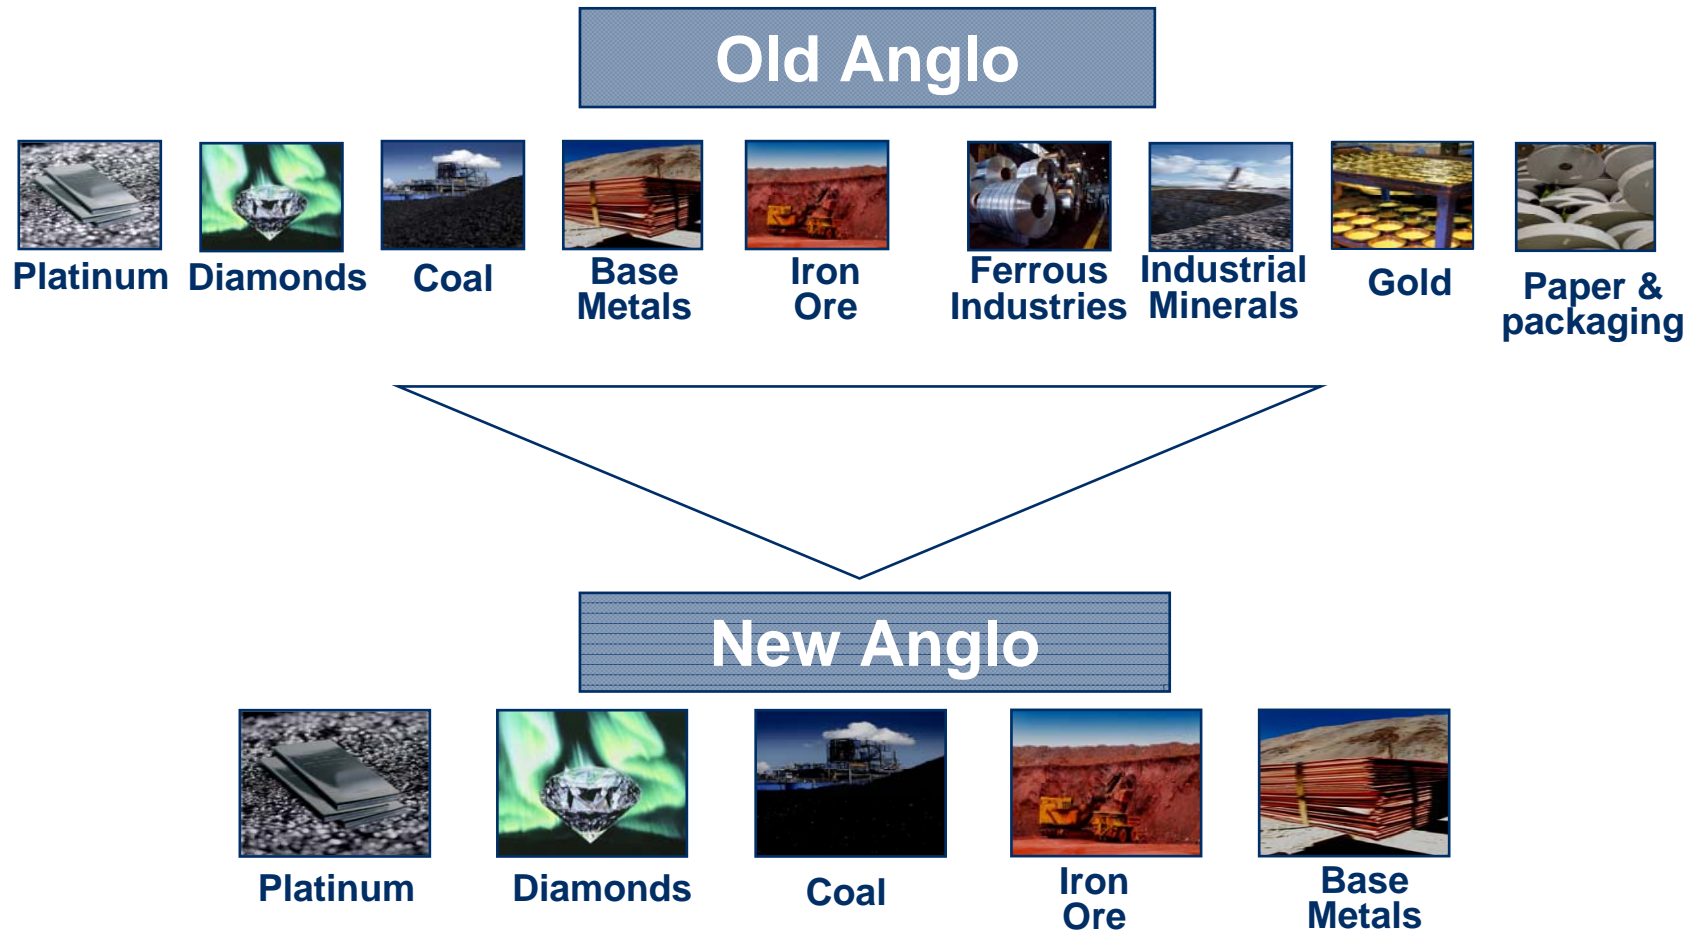 Old Anglo
Platinum
Diamonds
Coal
Base
Metals
Iron
Ore
Ferrous
Industries
Industrial
Minerals
Gold
Paper &
packaging
New Anglo
Platinum
Diamonds
Coal
Iron
Ore
Base
Metals